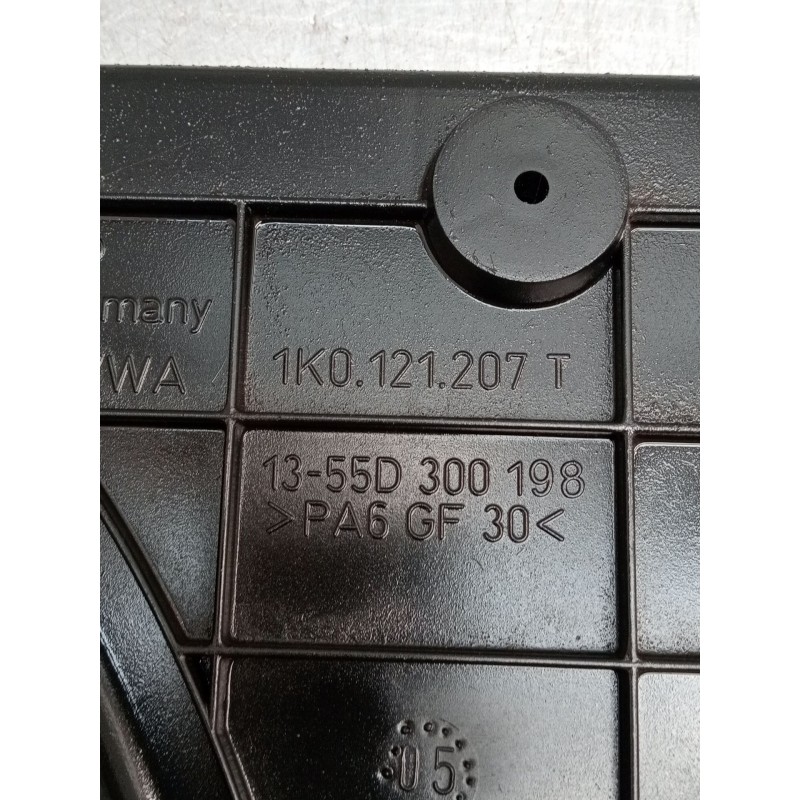 many
WA
1K0.121.207 T
13-55D 300 198
>PA6 GF 30<
05